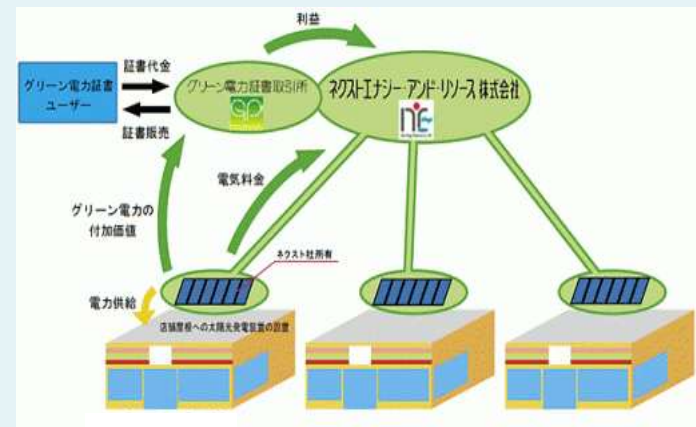 利益
証書代金
グリーン電力証書
ユーザー
証書販売
グリーン電力証書取引所
ネクストエナジー・アンド・リソース 株式会社
電気料金
グリーン電力の
付加価値
ネクスト社所有
電力供給
店舗屋根への太陽光発電装置の設置